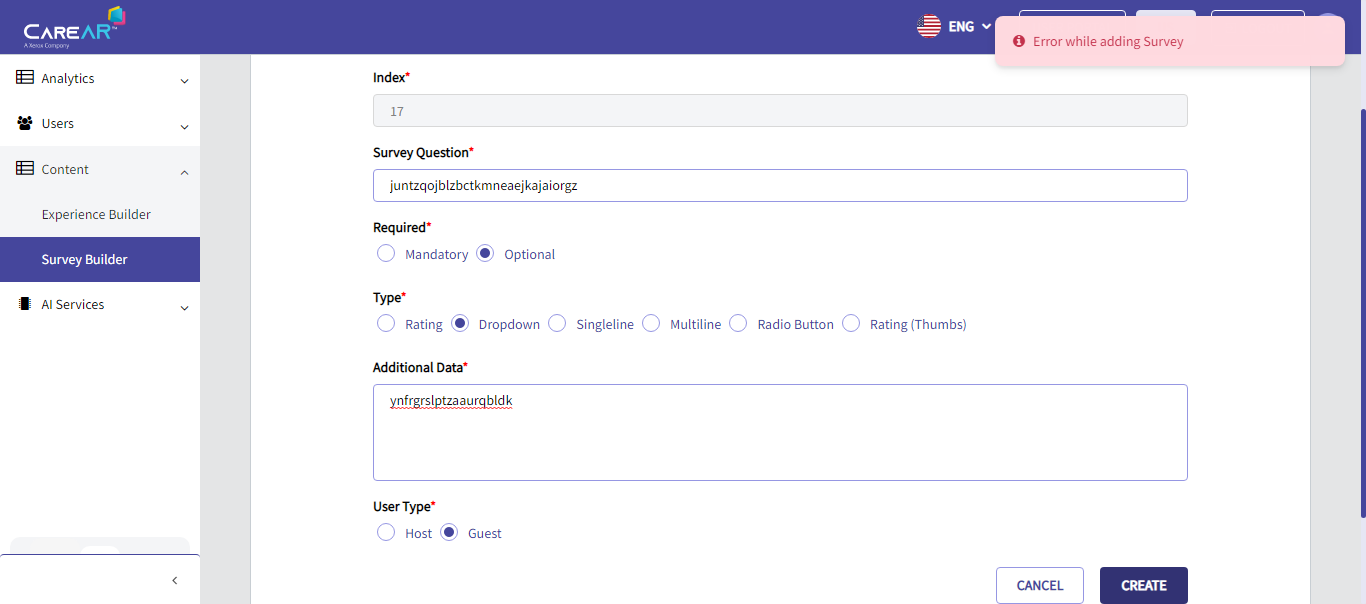 CAREAR™
A Xerox Company
ENG
Error while adding Survey
Analytics
Users
Content
Experience Builder
Survey Builder
AI Services
Index*
17
Survey Question*
juntzqojblzbctkmneaejkajaiorgz
Required*
Mandatory Optional
Type*
Rating Dropdown Singleline Multiline Radio Button Rating (Thumbs)
Additional Data*
ynfrgrslptzaaurqbldk
User Type*
Host Guest
CANCEL CREATE